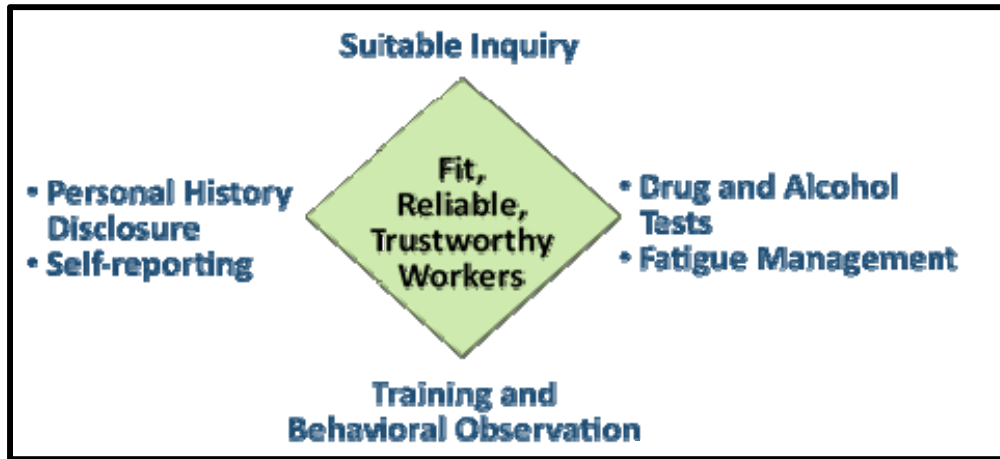 Suitable Inquiry
• Personal History
Disclosure
• Self-reporting
Fit,
Reliable,
Trustworthy
Workers
• Drug and Alcohol
Tests
• Fatigue Management
Training and
Behavioral Observation